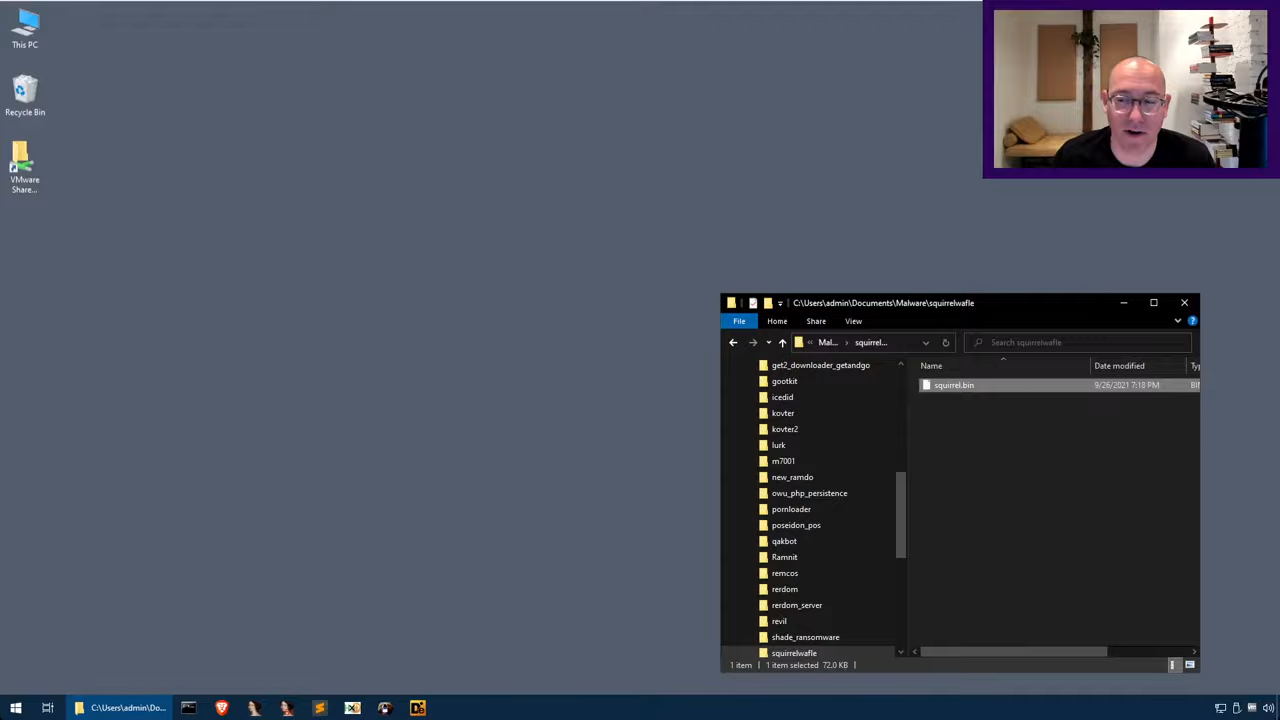 This PC
Recycle Bin
VMware
Share...
C:\Users\admin\Documents\Malware\squirrelwafle
File Home Share View
« Mal... › squirrel...
Search squirrelwafle
get2_downloader_getandgo
gootkit
icedid
kovter
kovter2
lurk
m7001
new_ramdo
owu_php_persistence
pornloader
poseidon_pos
qakbot
Ramnit
remcos
rerdom
rerdom_server
revil
shade_ransomware
squirrelwafle
Name Date modified Typ
squirrel.bin 9/26/2021 7:18 PM BIN
1 item 1 item selected 72.0 KB
C:\Users\admin\Do...